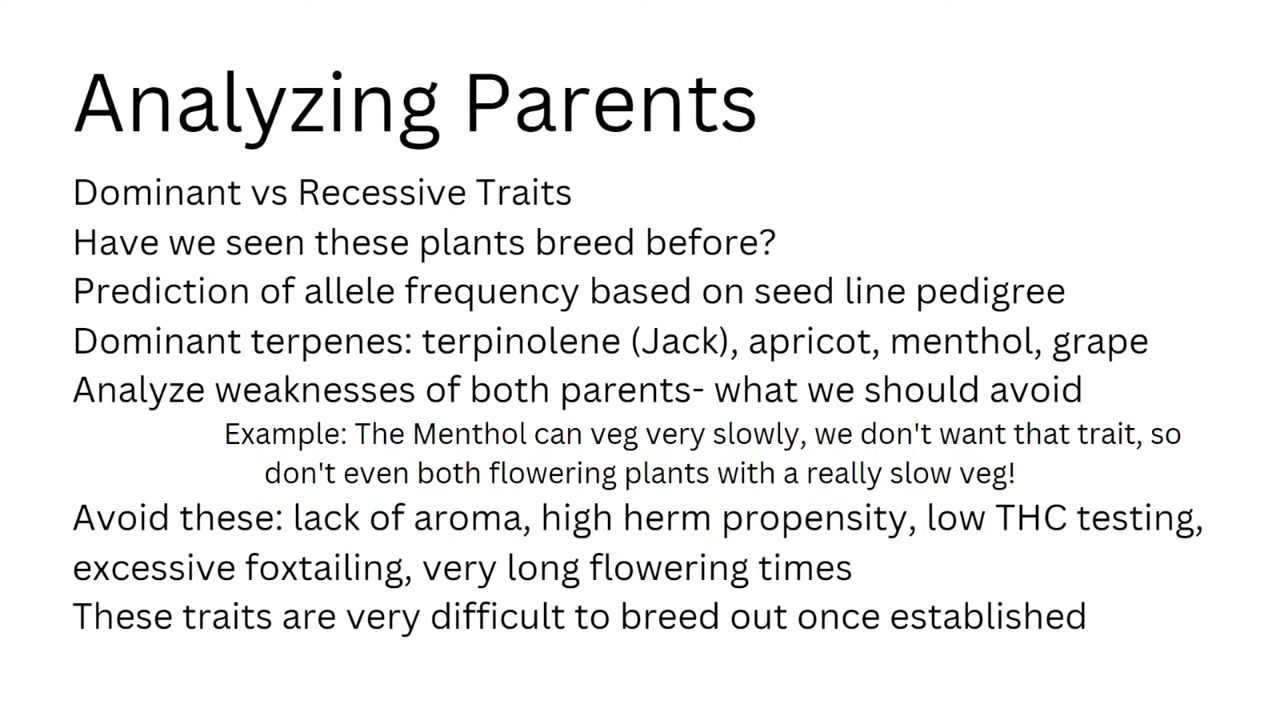 Analyzing Parents
Dominant vs Recessive Traits
Have we seen these plants breed before?
Prediction of allele frequency based on seed line pedigree
Dominant terpenes: terpinolene (Jack), apricot, menthol, grape
Analyze weaknesses of both parents- what we should avoid
Example: The Menthol can veg very slowly, we don't want that trait, so
don't even both flowering plants with a really slow veg!
Avoid these: lack of aroma, high herm propensity, low THC testing,
excessive foxtailing, very long flowering times
These traits are very difficult to breed out once established